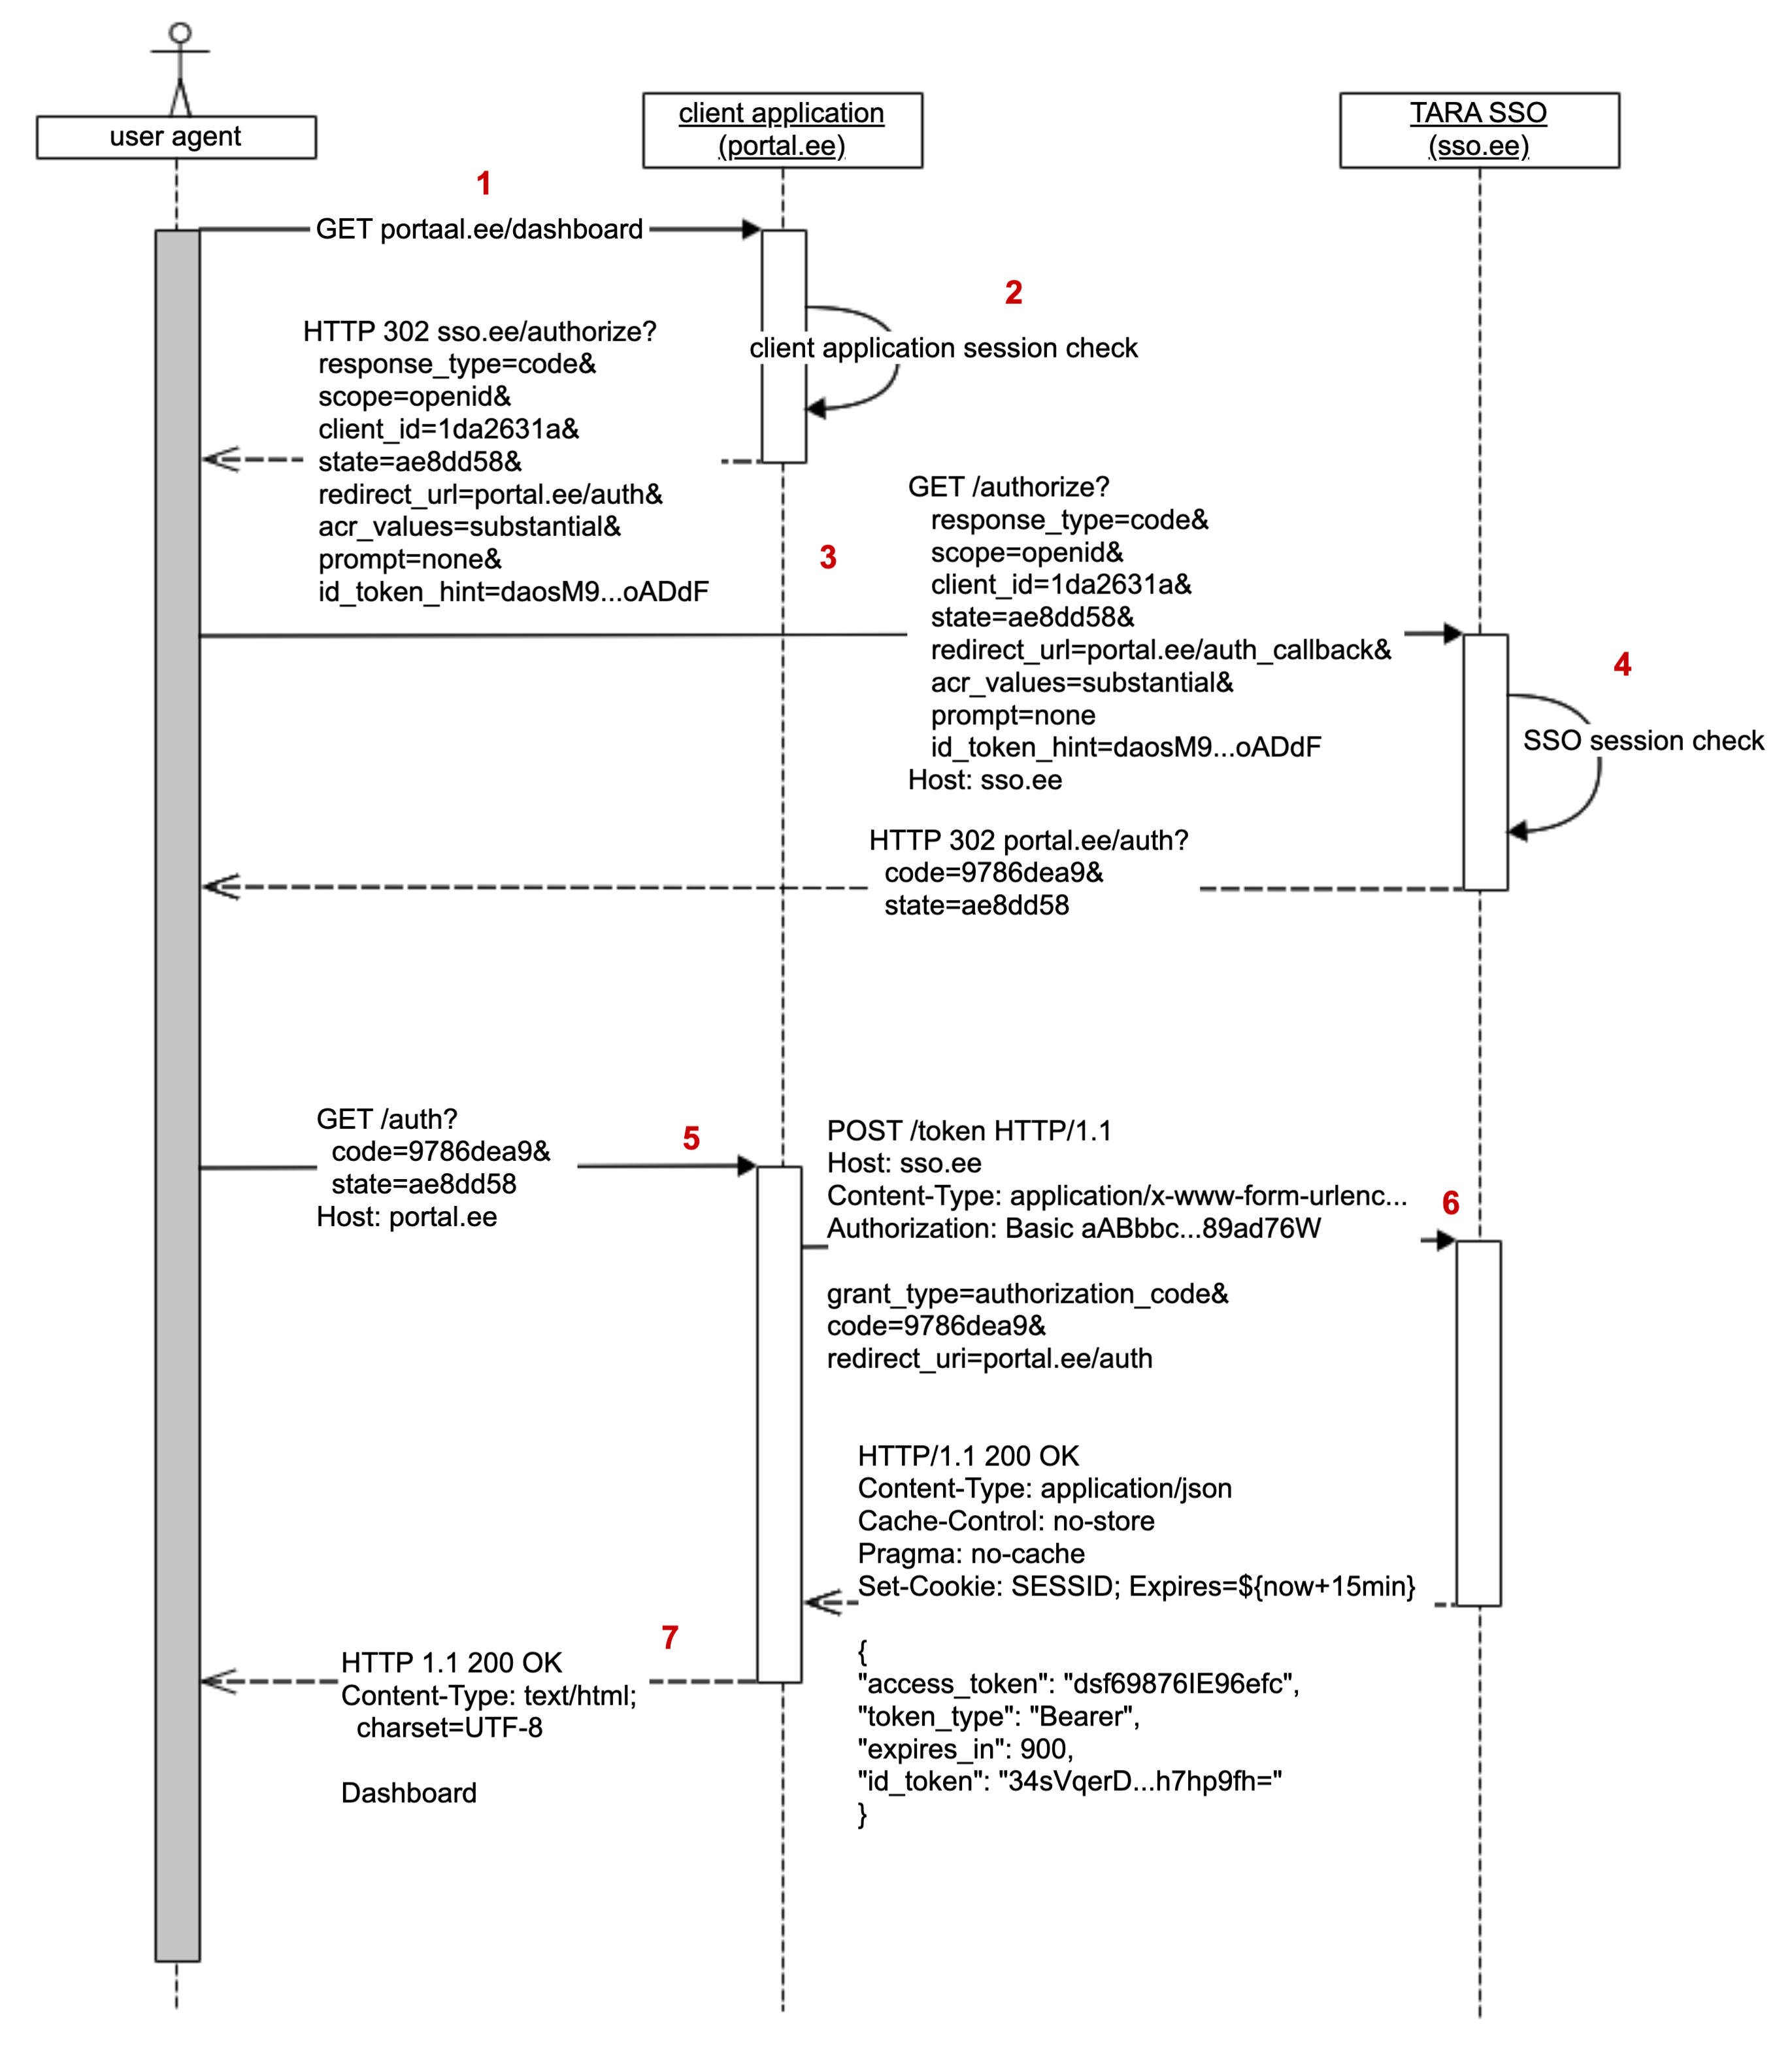 user agent
client application
(portal.ee)
TARA SSO
(sso.ee)
1
GET portaal.ee/dashboard
2
client application session check
HTTP 302 sso.ee/authorize?
response_type=code&
scope=openid&
client_id=1da2631a&
state=ae8dd58&
redirect_url=portal.ee/auth&
acr_values=substantial&
prompt=none&
id_token_hint=daosM9...oADdF
3
GET /authorize?
response_type=code&
scope=openid&
client_id=1da2631a&
state=ae8dd58&
redirect_url=portal.ee/auth_callback&
acr_values=substantial&
prompt=none
id_token_hint=daosM9...oADdF
Host: sso.ee
4
SSO session check
HTTP 302 portal.ee/auth?
code=9786dea9&
state=ae8dd58
GET /auth?
code=9786dea9&
state=ae8dd58
Host: portal.ee
5
POST /token HTTP/1.1
Host: sso.ee
Content-Type: application/x-www-form-urlenc...
Authorization: Basic aABbbc...89ad76W
grant_type=authorization_code&
code=9786dea9&
redirect_uri=portal.ee/auth
6
HTTP/1.1 200 OK
Content-Type: application/json
Cache-Control: no-store
Pragma: no-cache
Set-Cookie: SESSID; Expires=${now+15min}
{
"access_token": "dsf69876IE96efc",
"token_type": "Bearer",
"expires_in": 900,
"id_token": "34sVqerD...h7hp9fh="
}
7
HTTP 1.1 200 OK
Content-Type: text/html;
charset=UTF-8
Dashboard